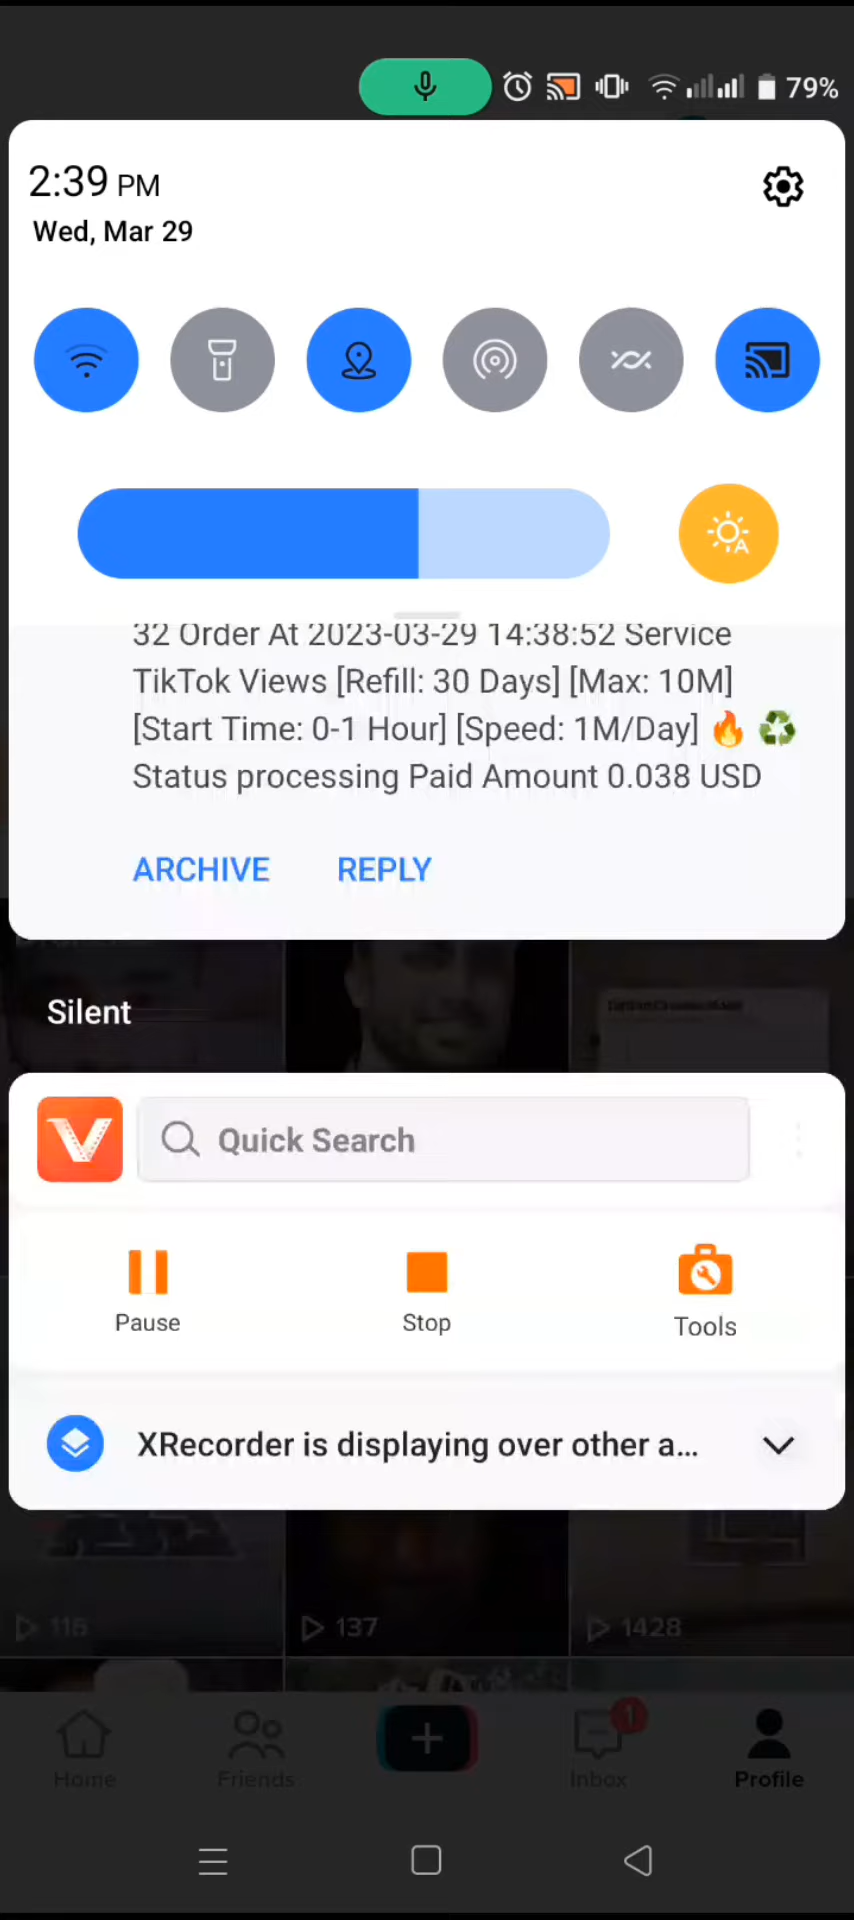 79%
2:39 PM
Wed, Mar 29
32 Order At 2023-03-29 14:38:52 Service
TikTok Views [Refill: 30 Days] [Max: 10M]
[Start Time: 0-1 Hour] [Speed: 1M/Day] 🔥 ♻️
Status processing Paid Amount 0.038 USD
ARCHIVE REPLY
Silent
Quick Search
Pause Stop Tools
XRecorder is displaying over other a...
137 1428
Home Friends Inbox 1 Profile